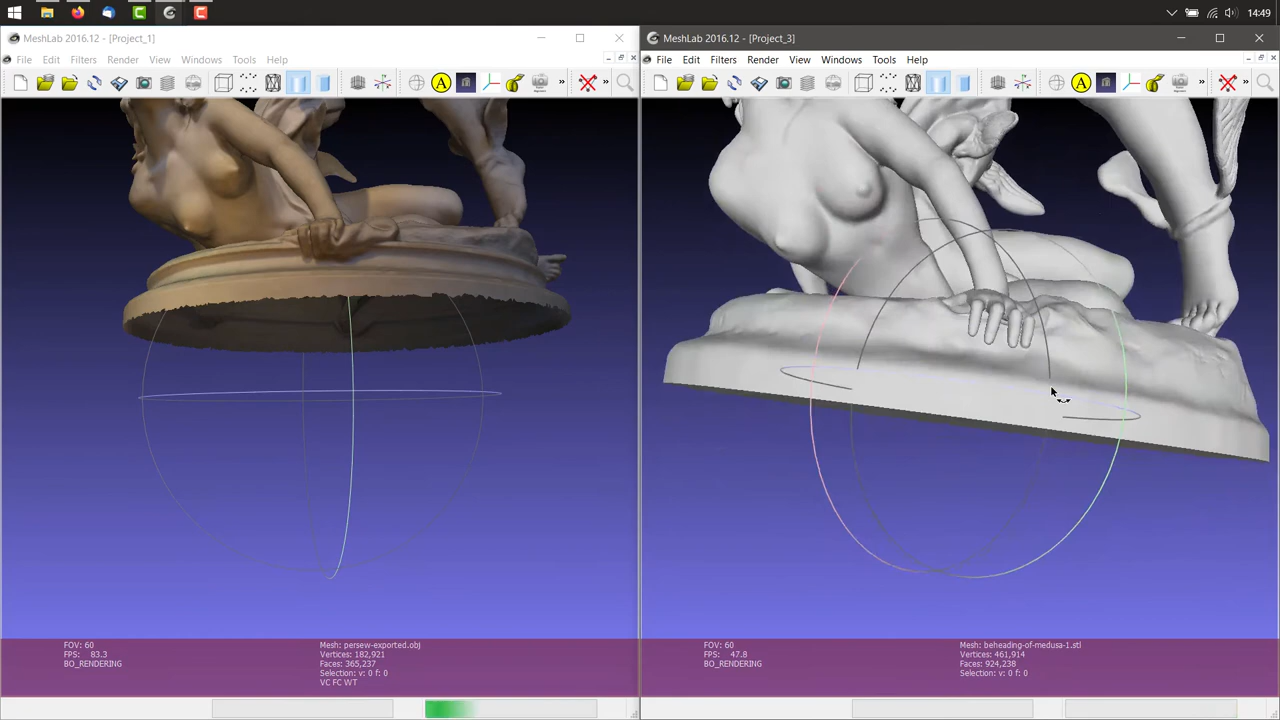 14:49
MeshLab 2016.12 - [Project_1]
File Edit Filters Render View Windows Tools Help
A
FOV: 60
FPS: 83.3
BO_RENDERING
Mesh: persew-exported.obj
Vertices: 182,921
Faces: 365,237
Selection: v: 0 f: 0
VC FC WT
MeshLab 2016.12 - [Project_3]
File Edit Filters Render View Windows Tools Help
A
FOV: 60
FPS: 47.8
BO_RENDERING
Mesh: beheading-of-medusa-1.stl
Vertices: 461,914
Faces: 924,238
Selection: v: 0 f: 0